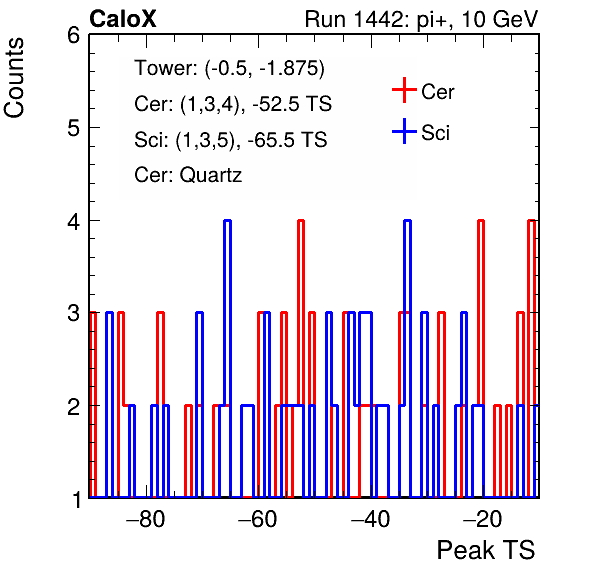 CaloX Run 1442: pi+, 10 GeV
Counts
6
5
4
3
2
1
Tower: (-0.5, -1.875)
Cer: (1,3,4), -52.5 TS
Sci: (1,3,5), -65.5 TS
Cer: Quartz
Cer
Sci
−80 −60 −40 −20
Peak TS